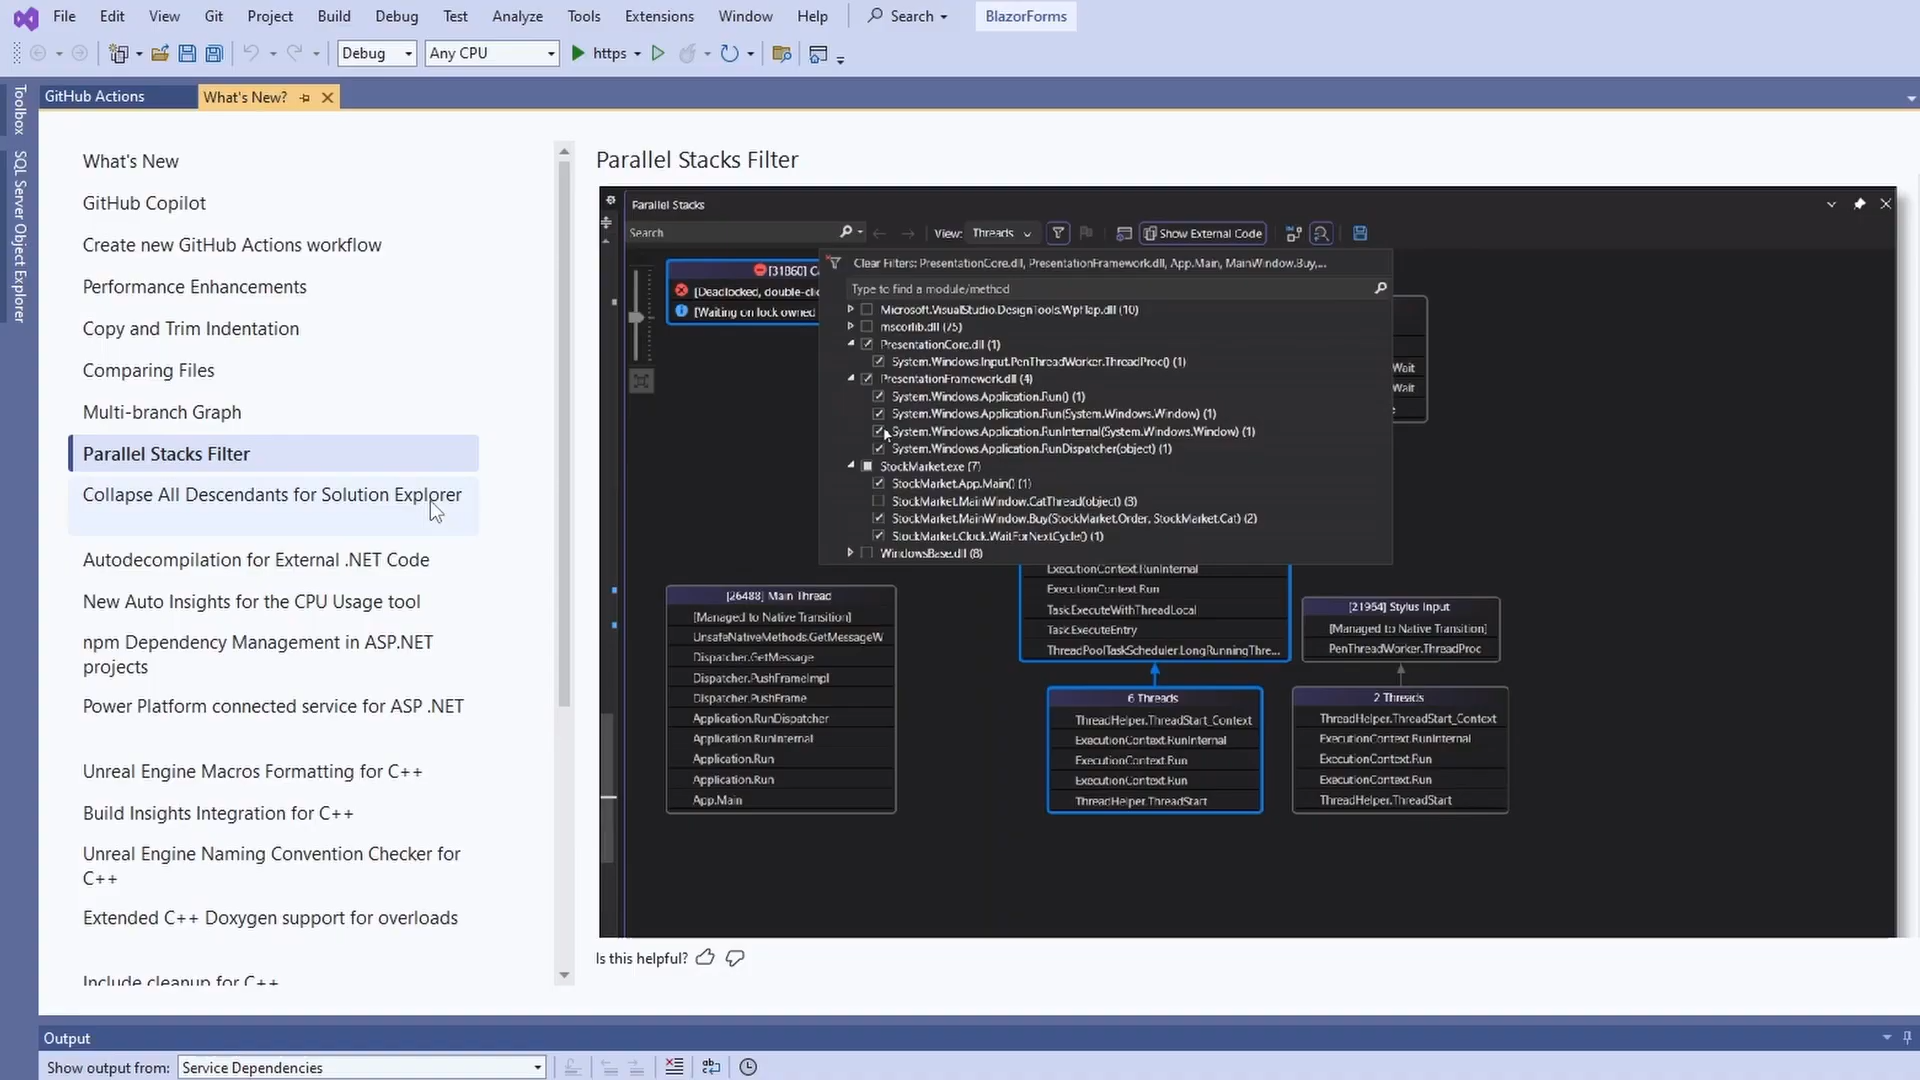 File Edit View Git Project Build Debug Test Analyze Tools Extensions Window Help Search BlazorForms
Debug Any CPU https
Toolbox
SQL Server Object Explorer
GitHub Actions What's New?
What's New
GitHub Copilot
Create new GitHub Actions workflow
Performance Enhancements
Copy and Trim Indentation
Comparing Files
Multi-branch Graph
Parallel Stacks Filter
Collapse All Descendants for Solution Explorer
Autodecompilation for External .NET Code
New Auto Insights for the CPU Usage tool
npm Dependency Management in ASP.NET
projects
Power Platform connected service for ASP .NET
Unreal Engine Macros Formatting for C++
Build Insights Integration for C++
Unreal Engine Naming Convention Checker for
C++
Extended C++ Doxygen support for overloads
Include cleanup for C++
Parallel Stacks Filter
Parallel Stacks
Search View: Threads Show External Code
[31860] C
[Deadlocked, double-clic
[Waiting on lock owned
Clear Filters: PresentationCore.dll, PresentationFramework.dll, App.Main, MainWindow.Buy,...
Type to find a module/method
Microsoft.VisualStudio.DesignTools.WpfTap.dll (10)
mscorlib.dll (75)
PresentationCore.dll (1)
System.Windows.Input.PenThreadWorker.ThreadProc() (1)
PresentationFramework.dll (4)
System.Windows.Application.Run() (1)
System.Windows.Application.Run(System.Windows.Window) (1)
System.Windows.Application.RunInternal(System.Windows.Window) (1)
System.Windows.Application.RunDispatcher(object) (1)
StockMarket.exe (7)
StockMarket.App.Main() (1)
StockMarket.MainWindow.CatThread(object) (3)
StockMarket.MainWindow.Buy(StockMarket.Order, StockMarket.Cat) (2)
StockMarket.Clock.WaitForNextCycle() (1)
WindowsBase.dll (8)
Wait
Wait
[26488] Main Thread
[Managed to Native Transition]
UnsafeNativeMethods.GetMessageW
Dispatcher.GetMessage
Dispatcher.PushFrameImpl
Dispatcher.PushFrame
Application.RunDispatcher
Application.RunInternal
Application.Run
Application.Run
App.Main
ExecutionContext.RunInternal
ExecutionContext.Run
Task.ExecuteWithThreadLocal
Task.ExecuteEntry
ThreadPoolTaskScheduler.LongRunningThre...
6 Threads
ThreadHelper.ThreadStart_Context
ExecutionContext.RunInternal
ExecutionContext.Run
ExecutionContext.Run
ThreadHelper.ThreadStart
[21964] Stylus Input
[Managed to Native Transition]
PenThreadWorker.ThreadProc
2 Threads
ThreadHelper.ThreadStart_Context
ExecutionContext.RunInternal
ExecutionContext.Run
ExecutionContext.Run
ThreadHelper.ThreadStart
Is this helpful?
Output
Show output from: Service Dependencies